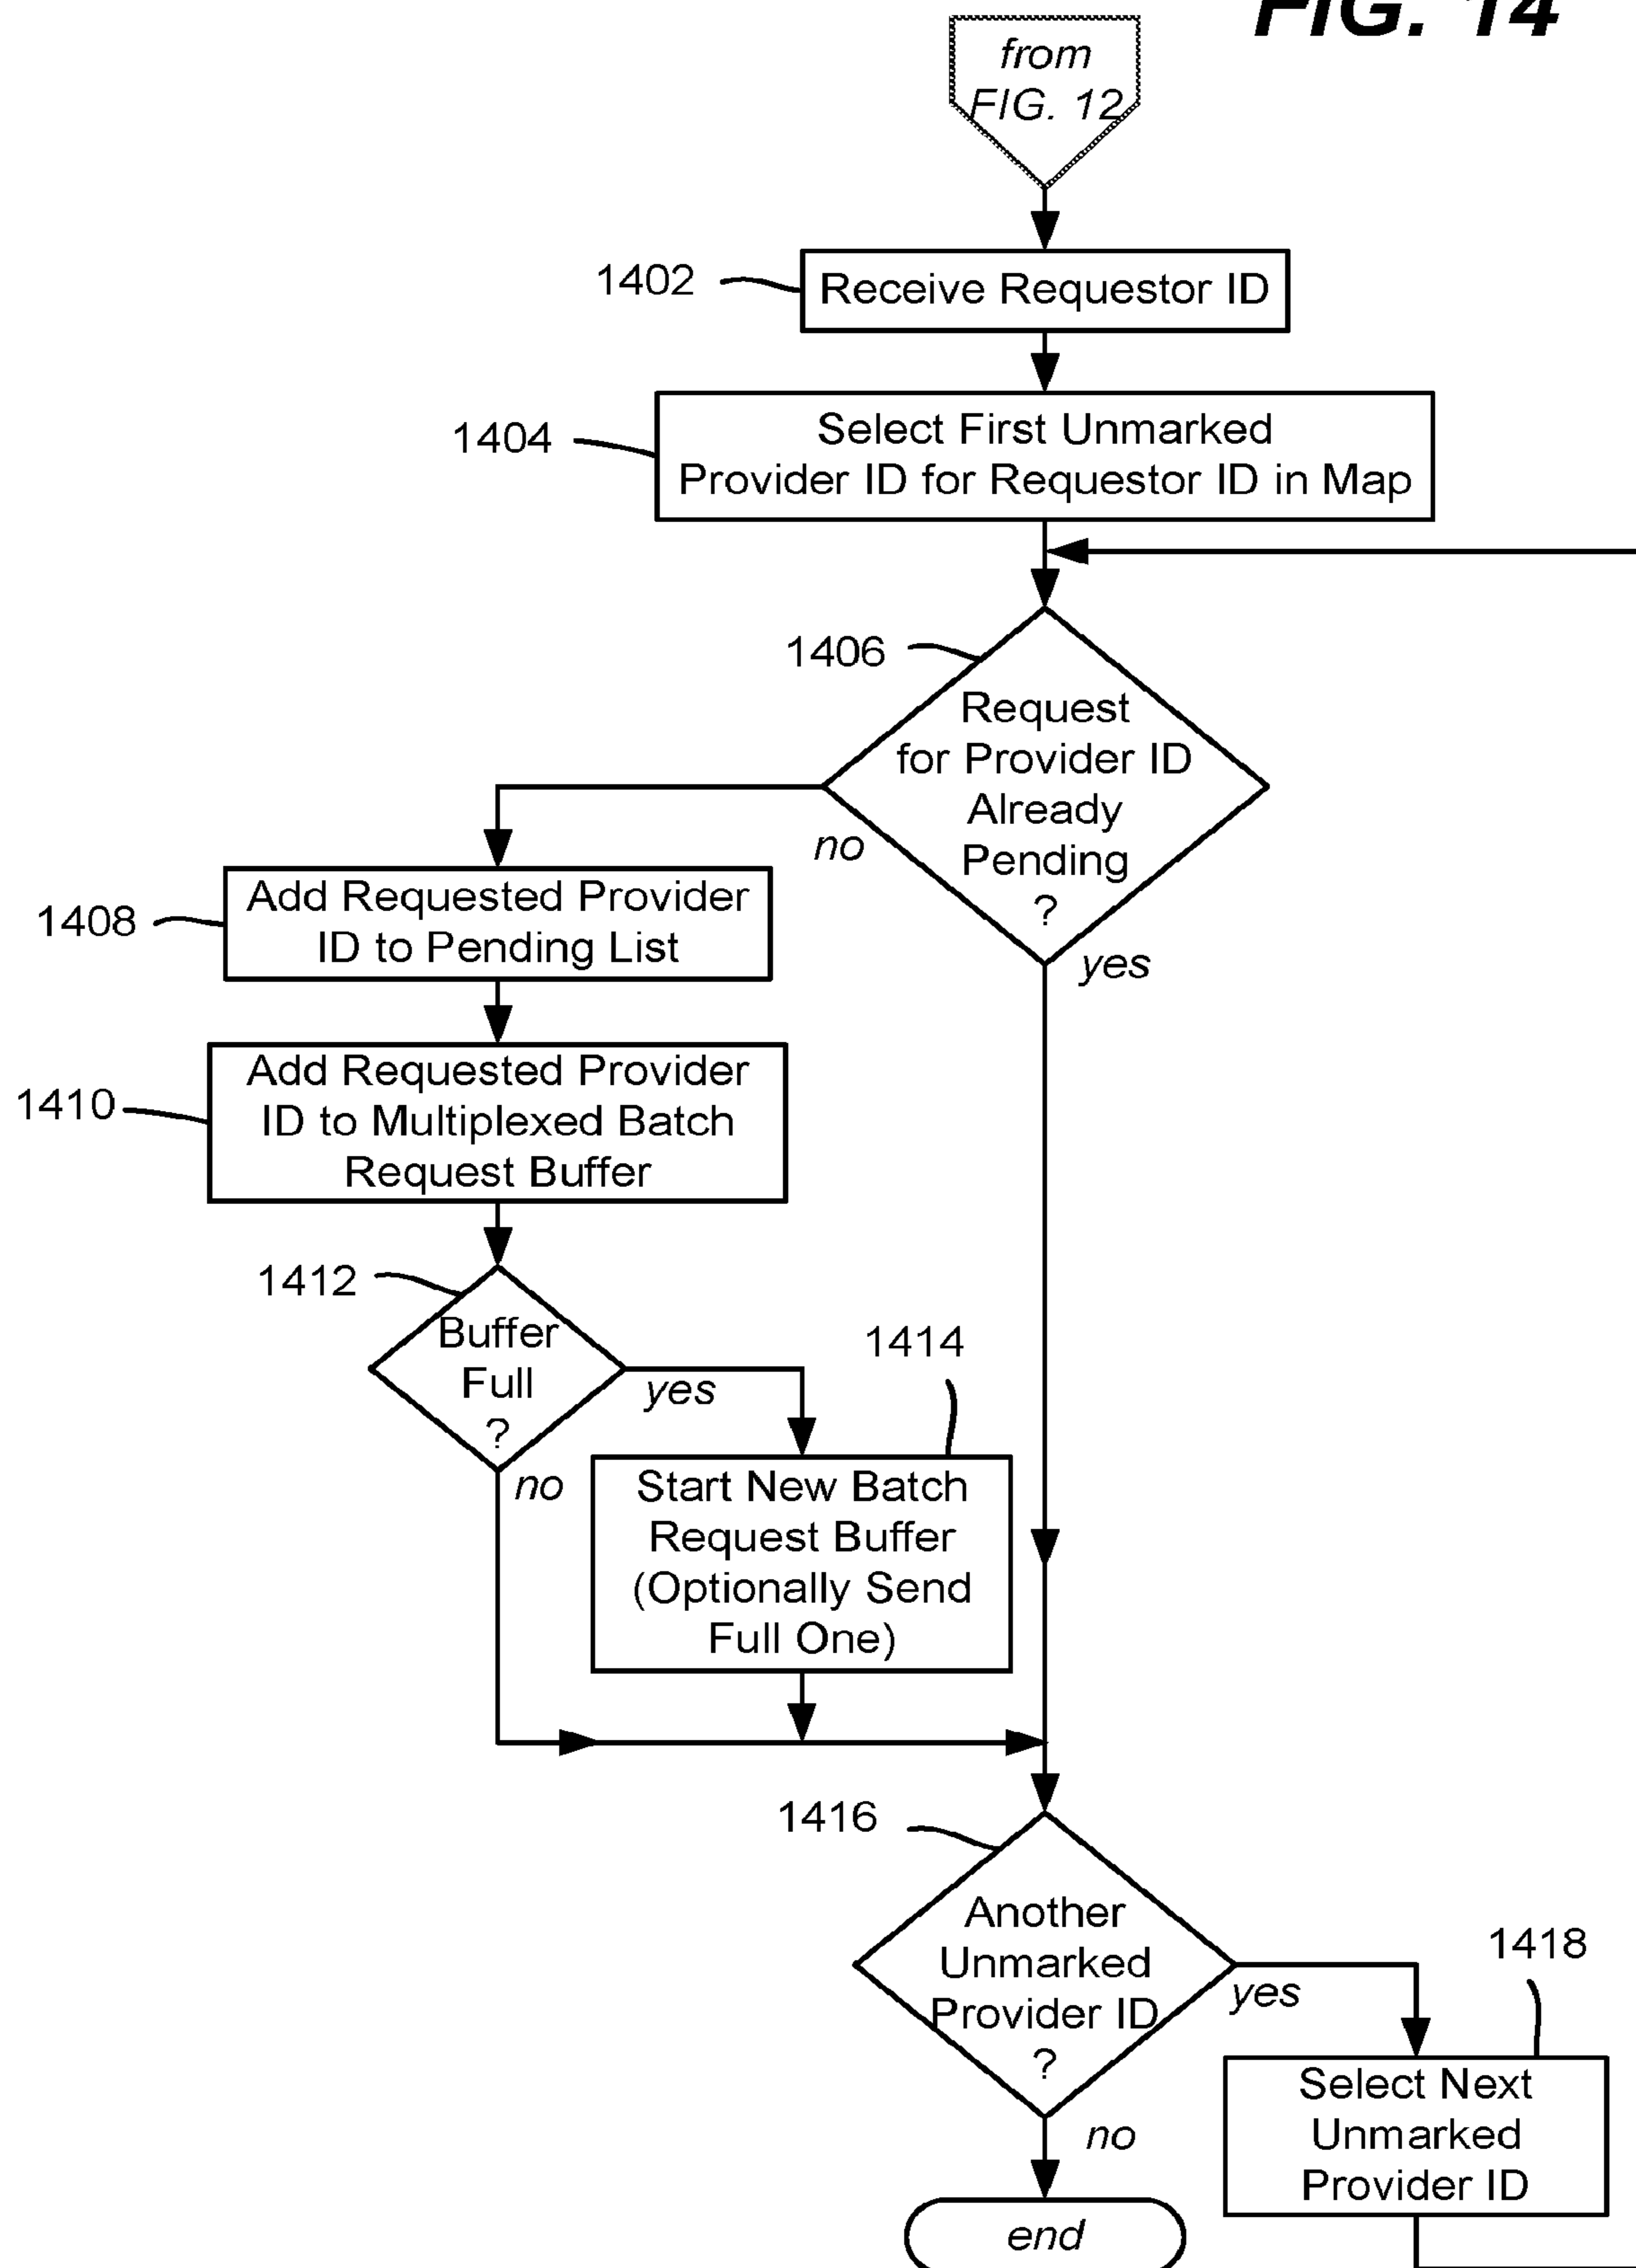 FIG. 14
from
FIG. 12
1402
Receive Requestor ID
1404
Select First Unmarked
Provider ID for Requestor ID in Map
1406
Request
for Provider ID
Already
Pending
?
no
yes
1408
Add Requested Provider
ID to Pending List
1410
Add Requested Provider
ID to Multiplexed Batch
Request Buffer
1412
Buffer
Full
?
yes
no
1414
Start New Batch
Request Buffer
(Optionally Send
Full One)
1416
Another
Unmarked
Provider ID
?
yes
no
1418
Select Next
Unmarked
Provider ID
end